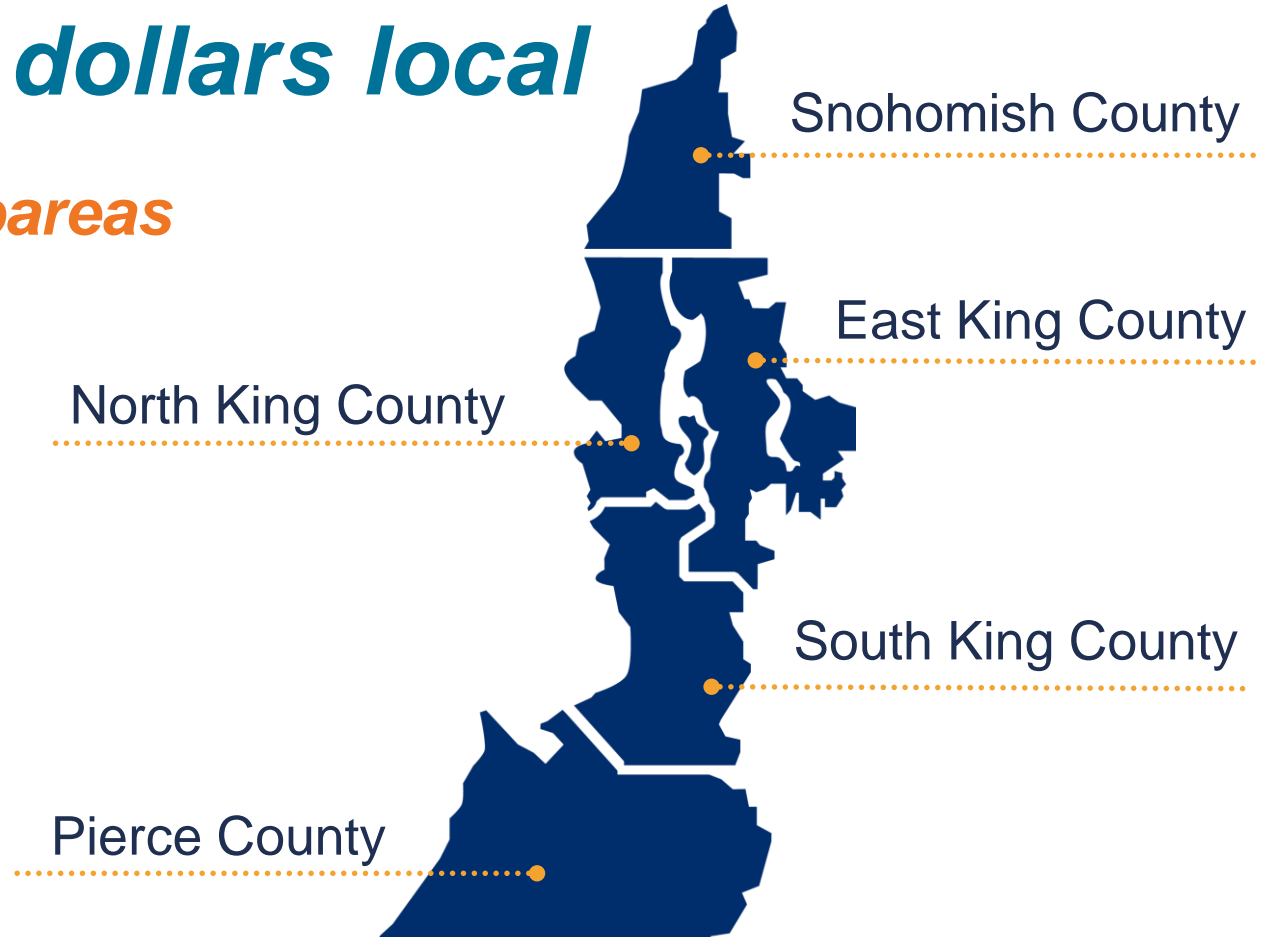 dollars local
Snohomish County
East King County
North King County
South King County
Pierce County